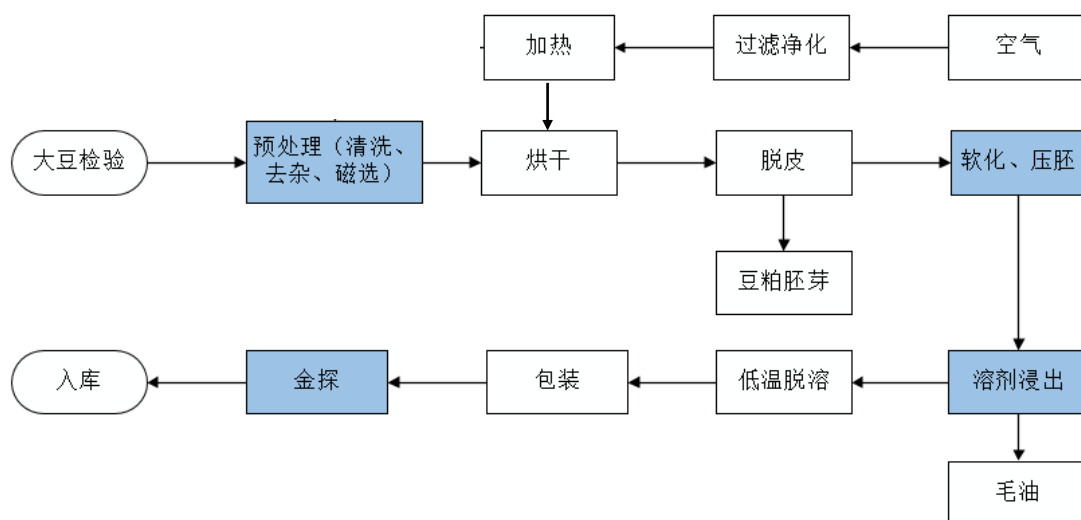 加热
过滤净化
空气
大豆检验
预处理（清洗、
去杂、磁选）
烘干
脱皮
软化、压胚
豆粕胚芽
入库
金探
包装
低温脱溶
溶剂浸出
毛油